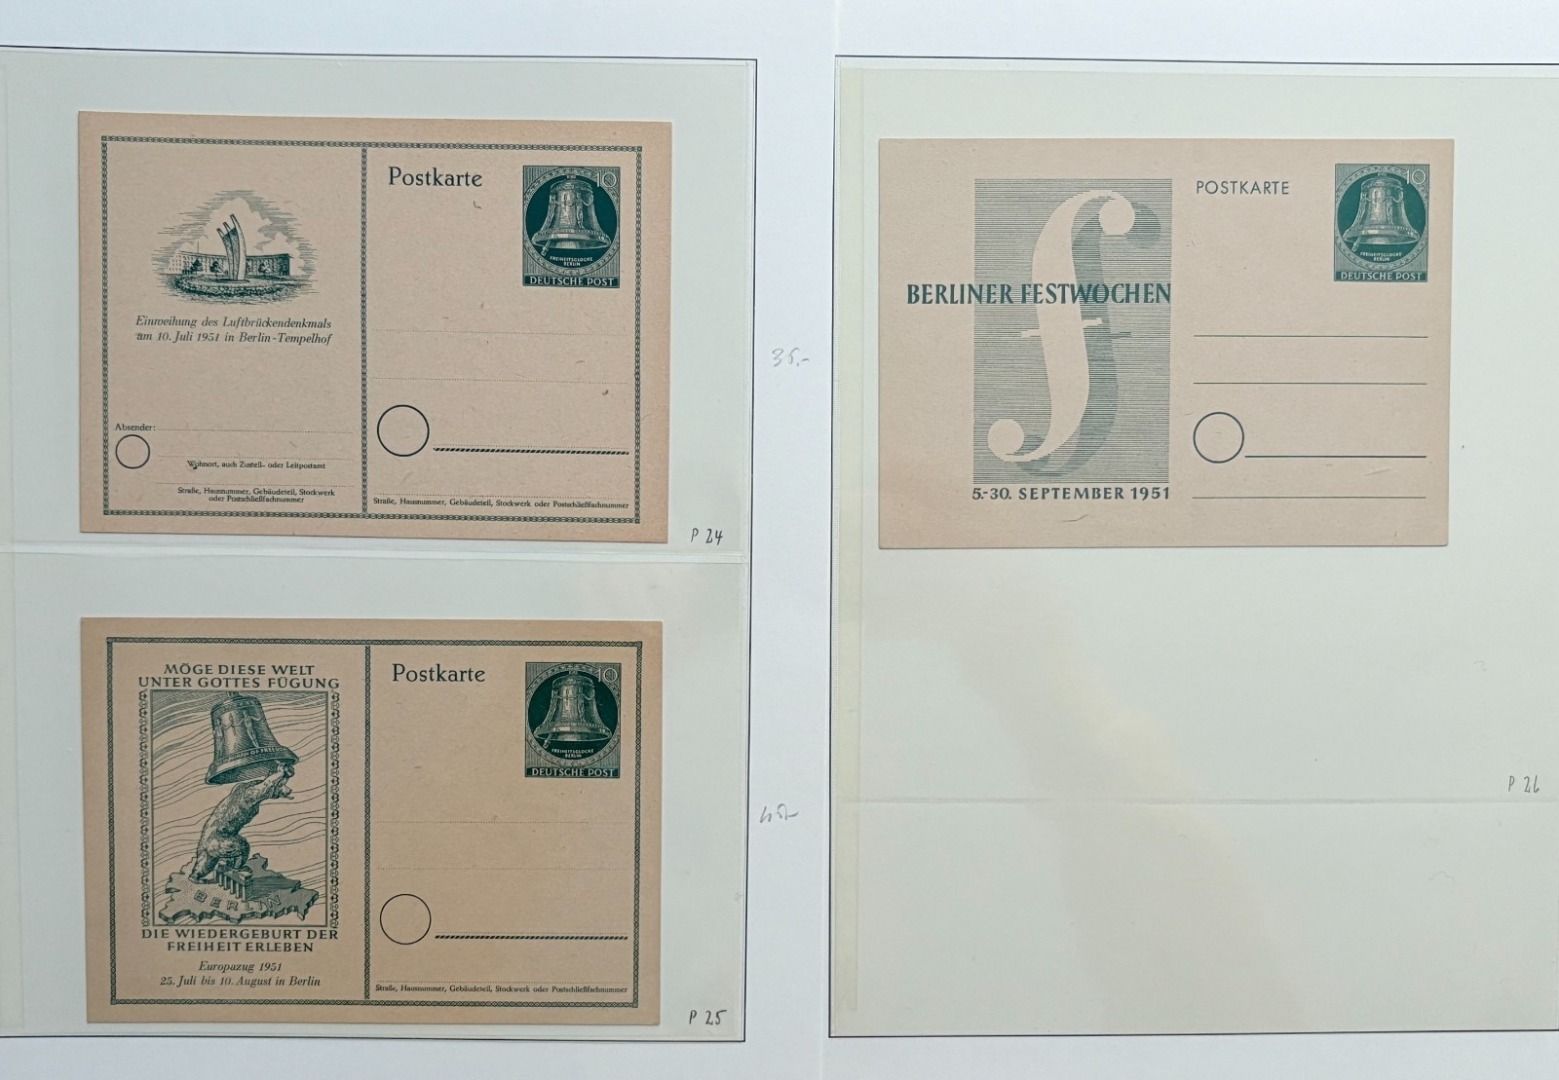 Postkarte
10
FREIHEITSGLOCKE
BERLIN
DEUTSCHE POST
Einweihung des Luftbrückendenkmals
am 10. Juli 1951 in Berlin-Tempelhof
Absender:
Wohnort, auch Zustell- oder Leitpostamt
Straße, Hausnummer, Gebäudeteil, Stockwerk
oder Postschließfachnummer
Straße, Hausnummer, Gebäudeteil, Stockwerk oder Postschließfachnummer
P 24
35,-
MÖGE DIESE WELT
UNTER GOTTES FÜGUNG
BERLIN
DIE WIEDERGEBURT DER
FREIHEIT ERLEBEN
Europazug 1951
25. Juli bis 10. August in Berlin
Postkarte
10
FREIHEITSGLOCKE
BERLIN
DEUTSCHE POST
Straße, Hausnummer, Gebäudeteil, Stockwerk oder Postschließfachnummer
P 25
f
BERLINER FESTWOCHEN
5.-30. SEPTEMBER 1951
POSTKARTE
10
FREIHEITSGLOCKE
BERLIN
DEUTSCHE POST
P 26